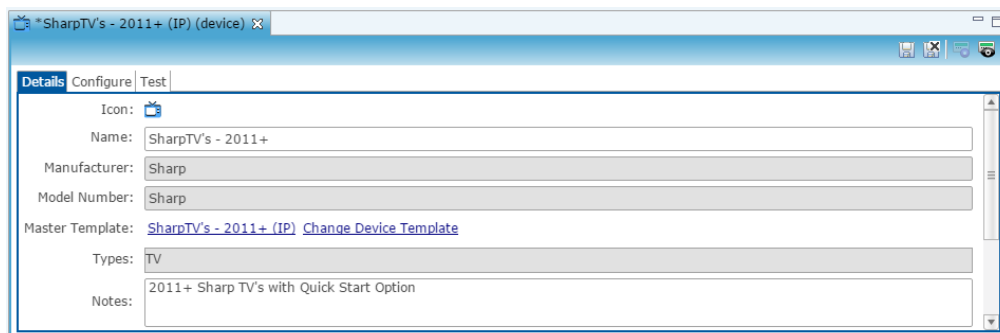 *SharpTV's - 2011+ (IP) (device)
Details Configure Test
Icon:
Name: SharpTV's - 2011+
Manufacturer: Sharp
Model Number: Sharp
Master Template: SharpTV's - 2011+ (IP) Change Device Template
Types: TV
Notes: 2011+ Sharp TV's with Quick Start Option